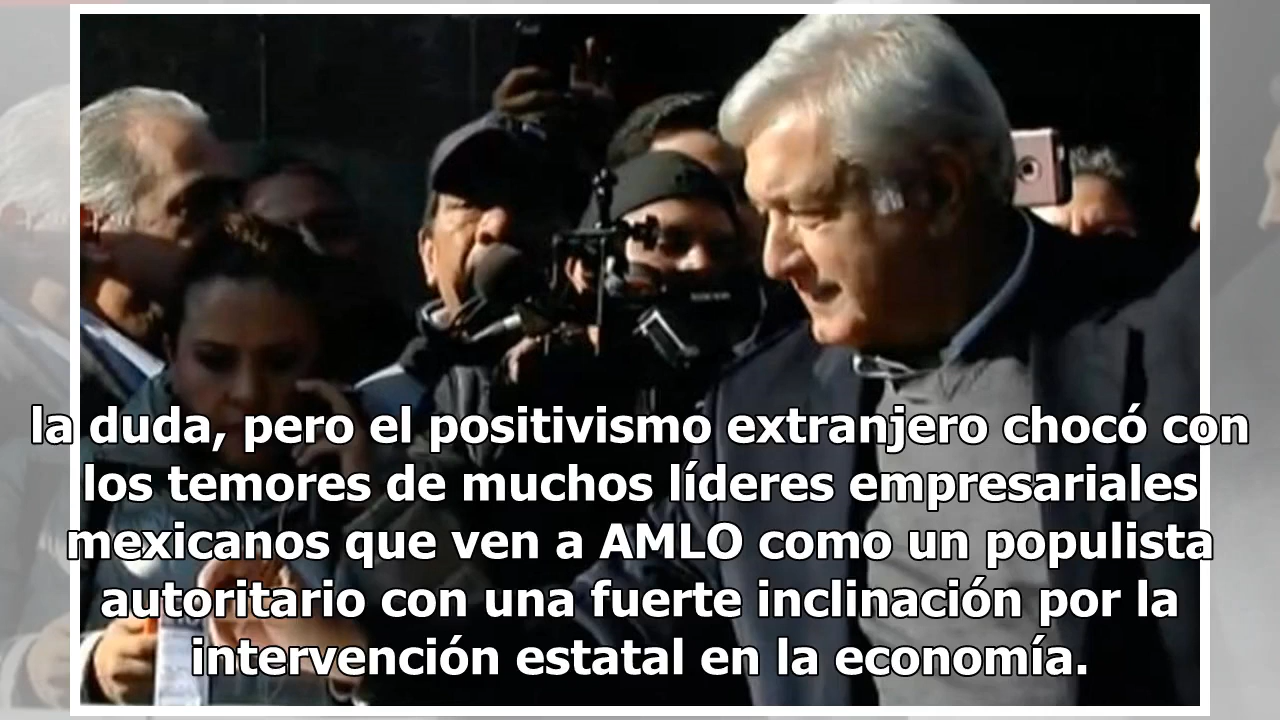 la duda, pero el positivismo extranjero chocó con
los temores de muchos líderes empresariales
mexicanos que ven a AMLO como un populista
autoritario con una fuerte inclinación por la
intervención estatal en la economía.